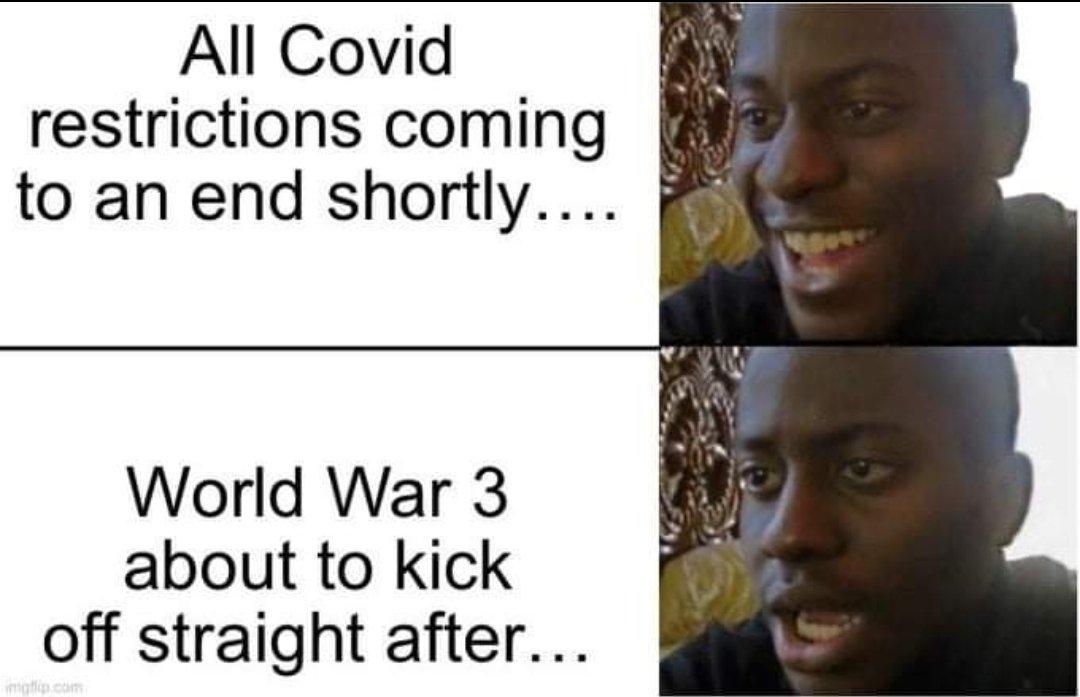 All Covid
restrictions coming
to an end shortly....
World War 3
about to kick
off straight after...
imgflip.com